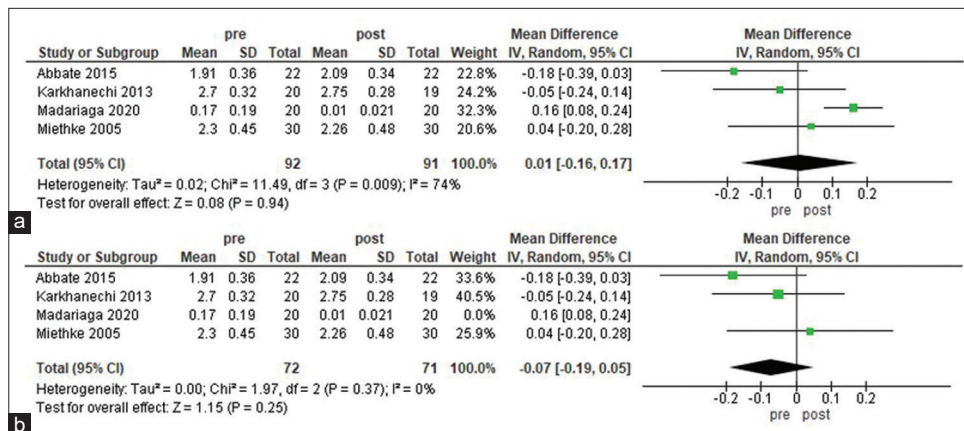 pre post Mean Difference Mean Difference
Study or Subgroup Mean SD Total Mean SD Total Weight IV, Random, 95% CI IV, Random, 95% CI
Abbate 2015 1.91 0.36 22 2.09 0.34 22 22.8% -0.18 [-0.39, 0.03]
Karkhanechi 2013 2.7 0.32 20 2.75 0.28 19 24.2% -0.05 [-0.24, 0.14]
Madariaga 2020 0.17 0.19 20 0.01 0.021 20 32.3% 0.16 [0.08, 0.24]
Miethke 2005 2.3 0.45 30 2.26 0.48 30 20.6% 0.04 [-0.20, 0.28]
Total (95% CI) 92 91 100.0% 0.01 [-0.16, 0.17]
Heterogeneity: Tau² = 0.02; Chi² = 11.49, df = 3 (P = 0.009); I² = 74%
Test for overall effect: Z = 0.08 (P = 0.94)
-0.2 -0.1 0 0.1 0.2
pre post
a
pre post Mean Difference Mean Difference
Study or Subgroup Mean SD Total Mean SD Total Weight IV, Random, 95% CI IV, Random, 95% CI
Abbate 2015 1.91 0.36 22 2.09 0.34 22 33.6% -0.18 [-0.39, 0.03]
Karkhanechi 2013 2.7 0.32 20 2.75 0.28 19 40.5% -0.05 [-0.24, 0.14]
Madariaga 2020 0.17 0.19 20 0.01 0.021 20 0.0% 0.16 [0.08, 0.24]
Miethke 2005 2.3 0.45 30 2.26 0.48 30 25.9% 0.04 [-0.20, 0.28]
Total (95% CI) 72 71 100.0% -0.07 [-0.19, 0.05]
Heterogeneity: Tau² = 0.00; Chi² = 1.97, df = 2 (P = 0.37); I² = 0%
Test for overall effect: Z = 1.15 (P = 0.25)
-0.2 -0.1 0 0.1 0.2
pre post
b